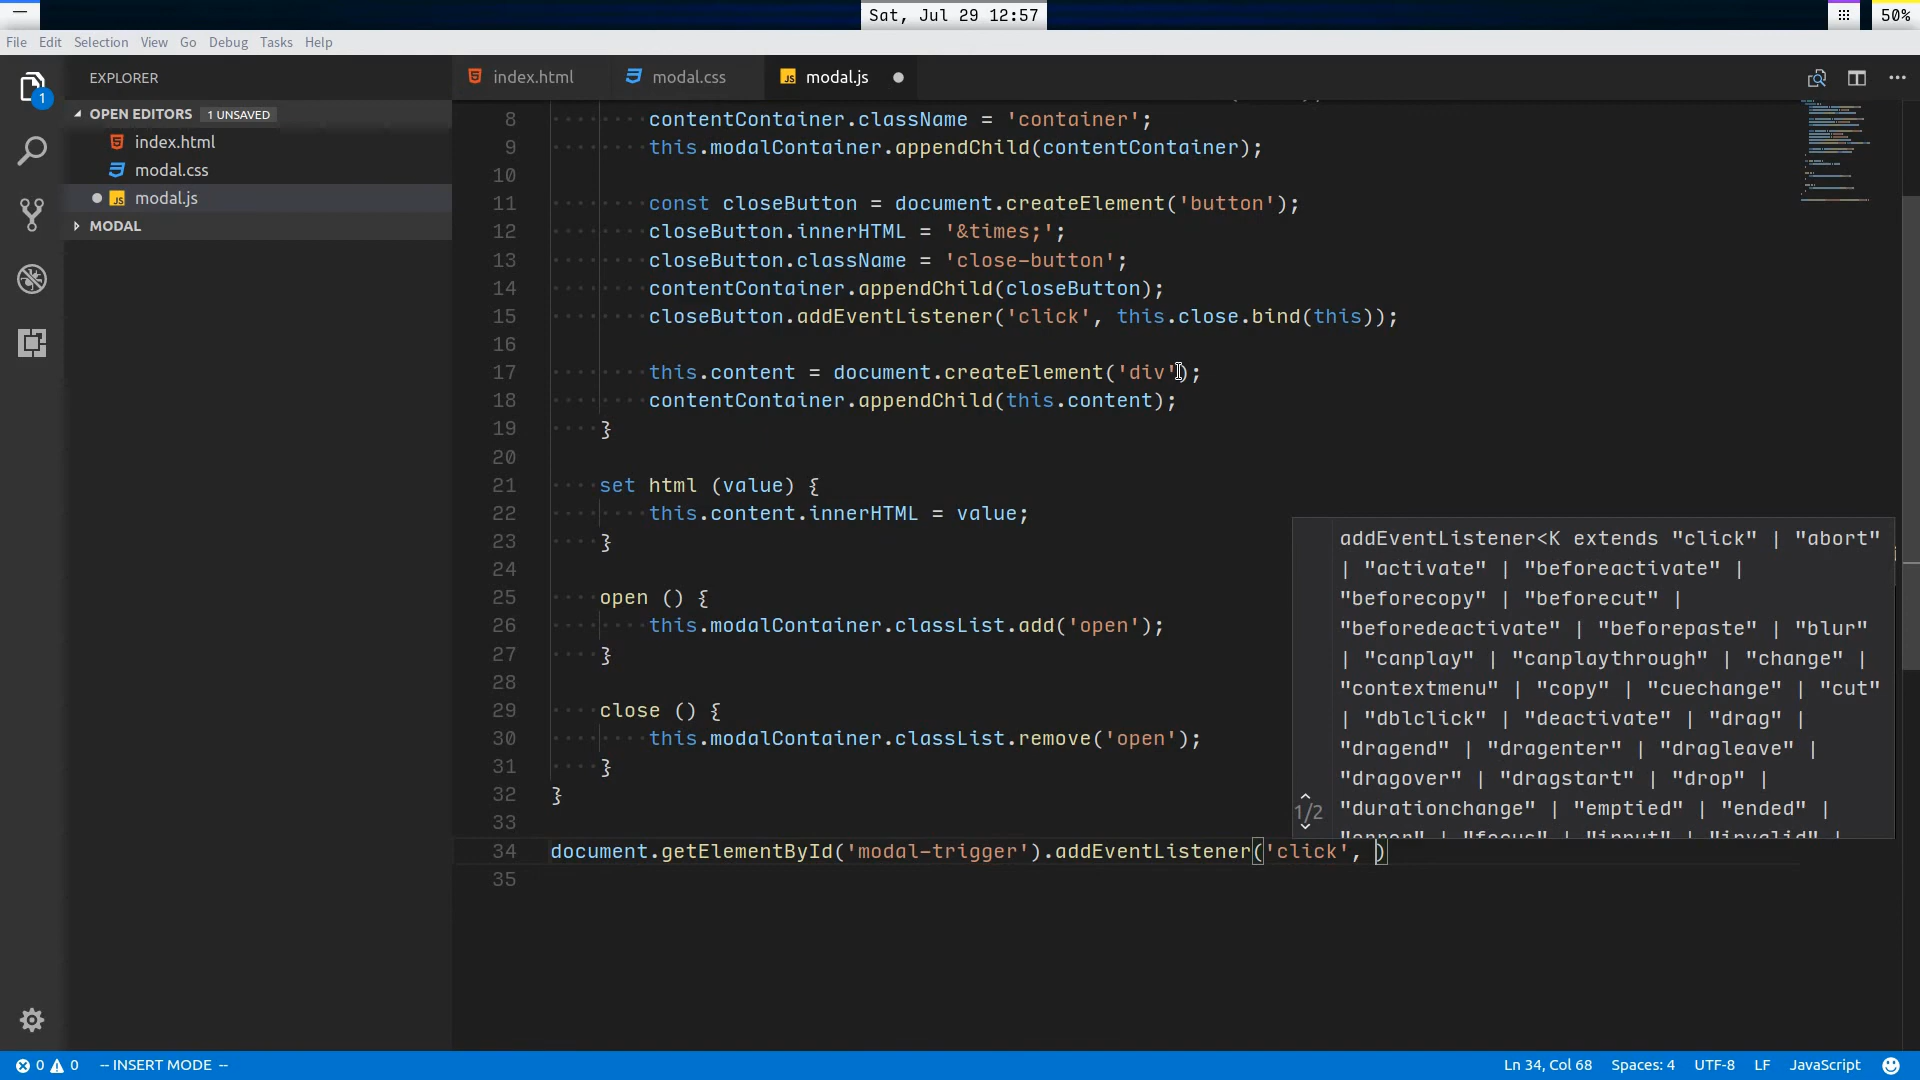 Sat, Jul 29 12:57
50%
File Edit Selection View Go Debug Tasks Help
EXPLORER
OPEN EDITORS 1 UNSAVED
index.html
modal.css
modal.js
MODAL
1
index.html modal.css modal.js
8 contentContainer.className = 'container';
9 this.modalContainer.appendChild(contentContainer);
10
11 const closeButton = document.createElement('button');
12 closeButton.innerHTML = '&times;';
13 closeButton.className = 'close-button';
14 contentContainer.appendChild(closeButton);
15 closeButton.addEventListener('click', this.close.bind(this));
16
17 this.content = document.createElement('div');
18 contentContainer.appendChild(this.content);
19 }
20
21 set html (value) {
22 this.content.innerHTML = value;
23 }
24
25 open () {
26 this.modalContainer.classList.add('open');
27 }
28
29 close () {
30 this.modalContainer.classList.remove('open');
31 }
32 }
33
34 document.getElementById('modal-trigger').addEventListener('click', )
35
addEventListener<K extends "click" | "abort"
| "activate" | "beforeactivate" |
"beforecopy" | "beforecut" |
"beforedeactivate" | "beforepaste" | "blur"
| "canplay" | "canplaythrough" | "change" |
"contextmenu" | "copy" | "cuechange" | "cut"
| "dblclick" | "deactivate" | "drag" |
"dragend" | "dragenter" | "dragleave" |
"dragover" | "dragstart" | "drop" |
"durationchange" | "emptied" | "ended" |
"error" | "focus" | "input" | "invalid" |
1/2
0 0 -- INSERT MODE --
Ln 34, Col 68 Spaces: 4 UTF-8 LF JavaScript